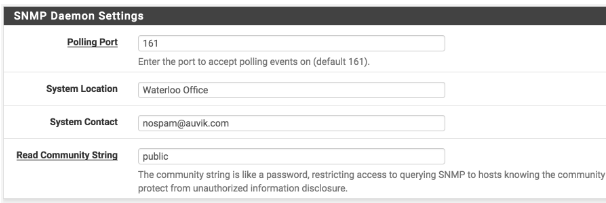 SNMP Daemon Settings
Polling Port 161
Enter the port to accept polling events on (default 161).
System Location Waterloo Office
System Contact nospam@auvik.com
Read Community String public
The community string is like a password, restricting access to querying SNMP to hosts knowing the community
protect from unauthorized information disclosure.